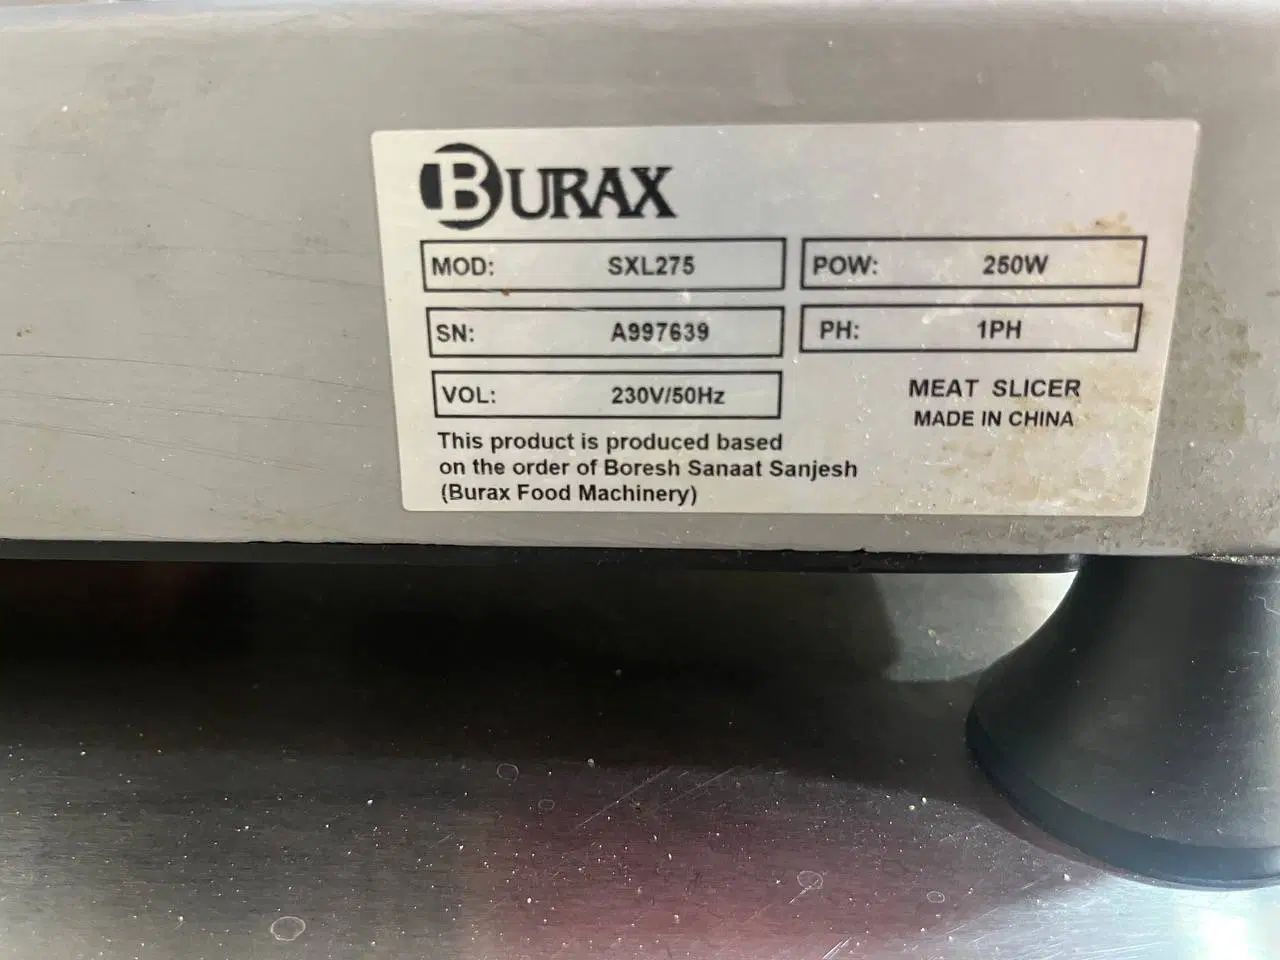 BURAX
MOD: SXL275
POW: 250W
SN: A997639
PH: 1PH
VOL: 230V/50Hz
MEAT SLICER
MADE IN CHINA
This product is produced based
on the order of Boresh Sanaat Sanjesh
(Burax Food Machinery)